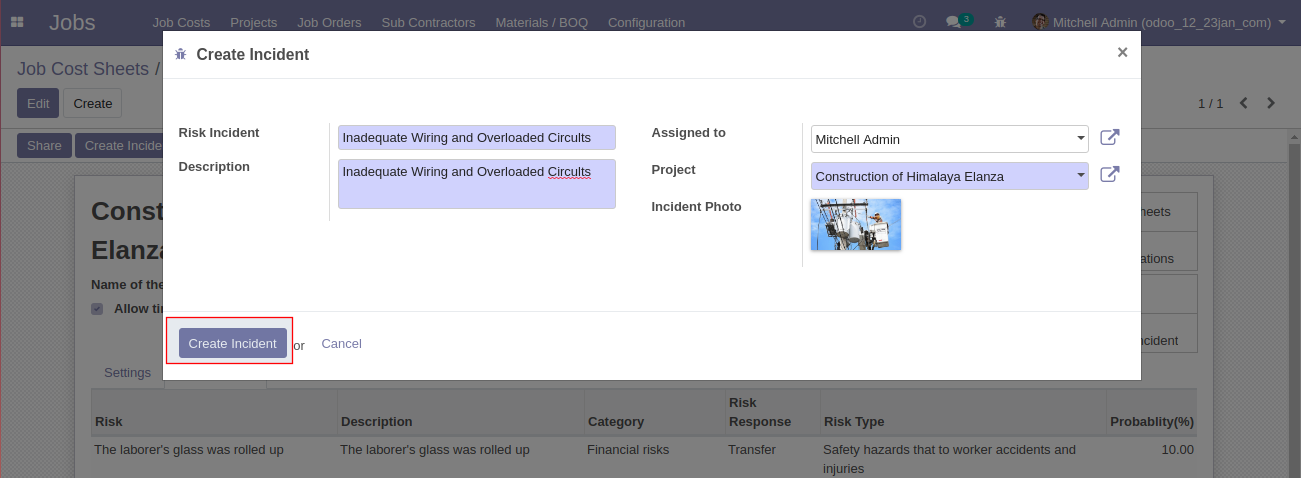 Jobs Job Costs Projects Job Orders Sub Contractors Materials / BOQ Configuration 3 Mitchell Admin (odoo_12_23jan_com)
Create Incident ×
Job Cost Sheets /
Edit Create
1 / 1
Share Create Incide
Risk Incident Inadequate Wiring and Overloaded Circults
Description Inadequate Wiring and Overloaded Circults
Assigned to Mitchell Admin
Project Construction of Himalaya Elanza
Incident Photo
Const
Elanza
Name of the
Allow ti
eets
ations
ncident
Create Incident or Cancel
Settings
Risk Description Category Risk Response Risk Type Probablity(%)
The laborer's glass was rolled up The laborer's glass was rolled up Financial risks Transfer Safety hazards that to worker accidents and 10.00
injuries